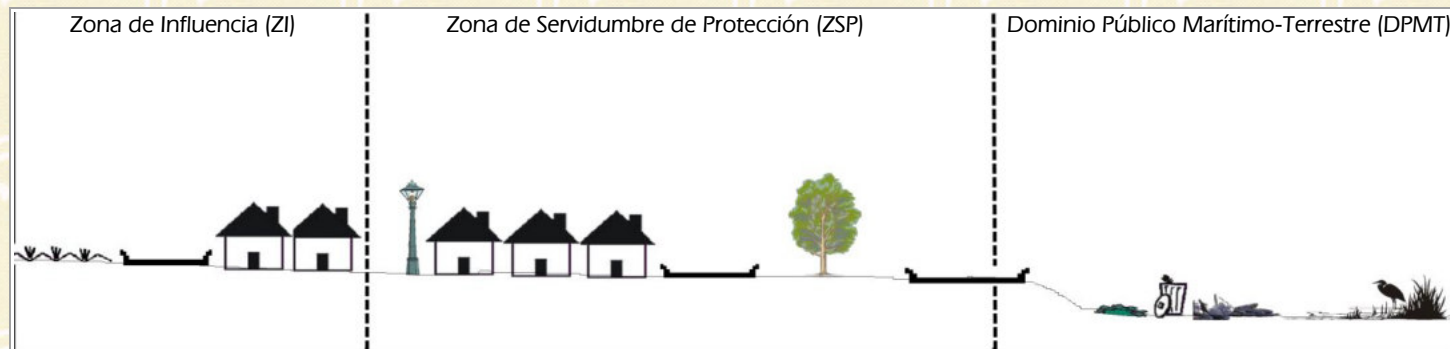 Zona de Influencia (ZI)
Zona de Servidumbre de Protección (ZSP)
Dominio Público Marítimo-Terrestre (DPMT)